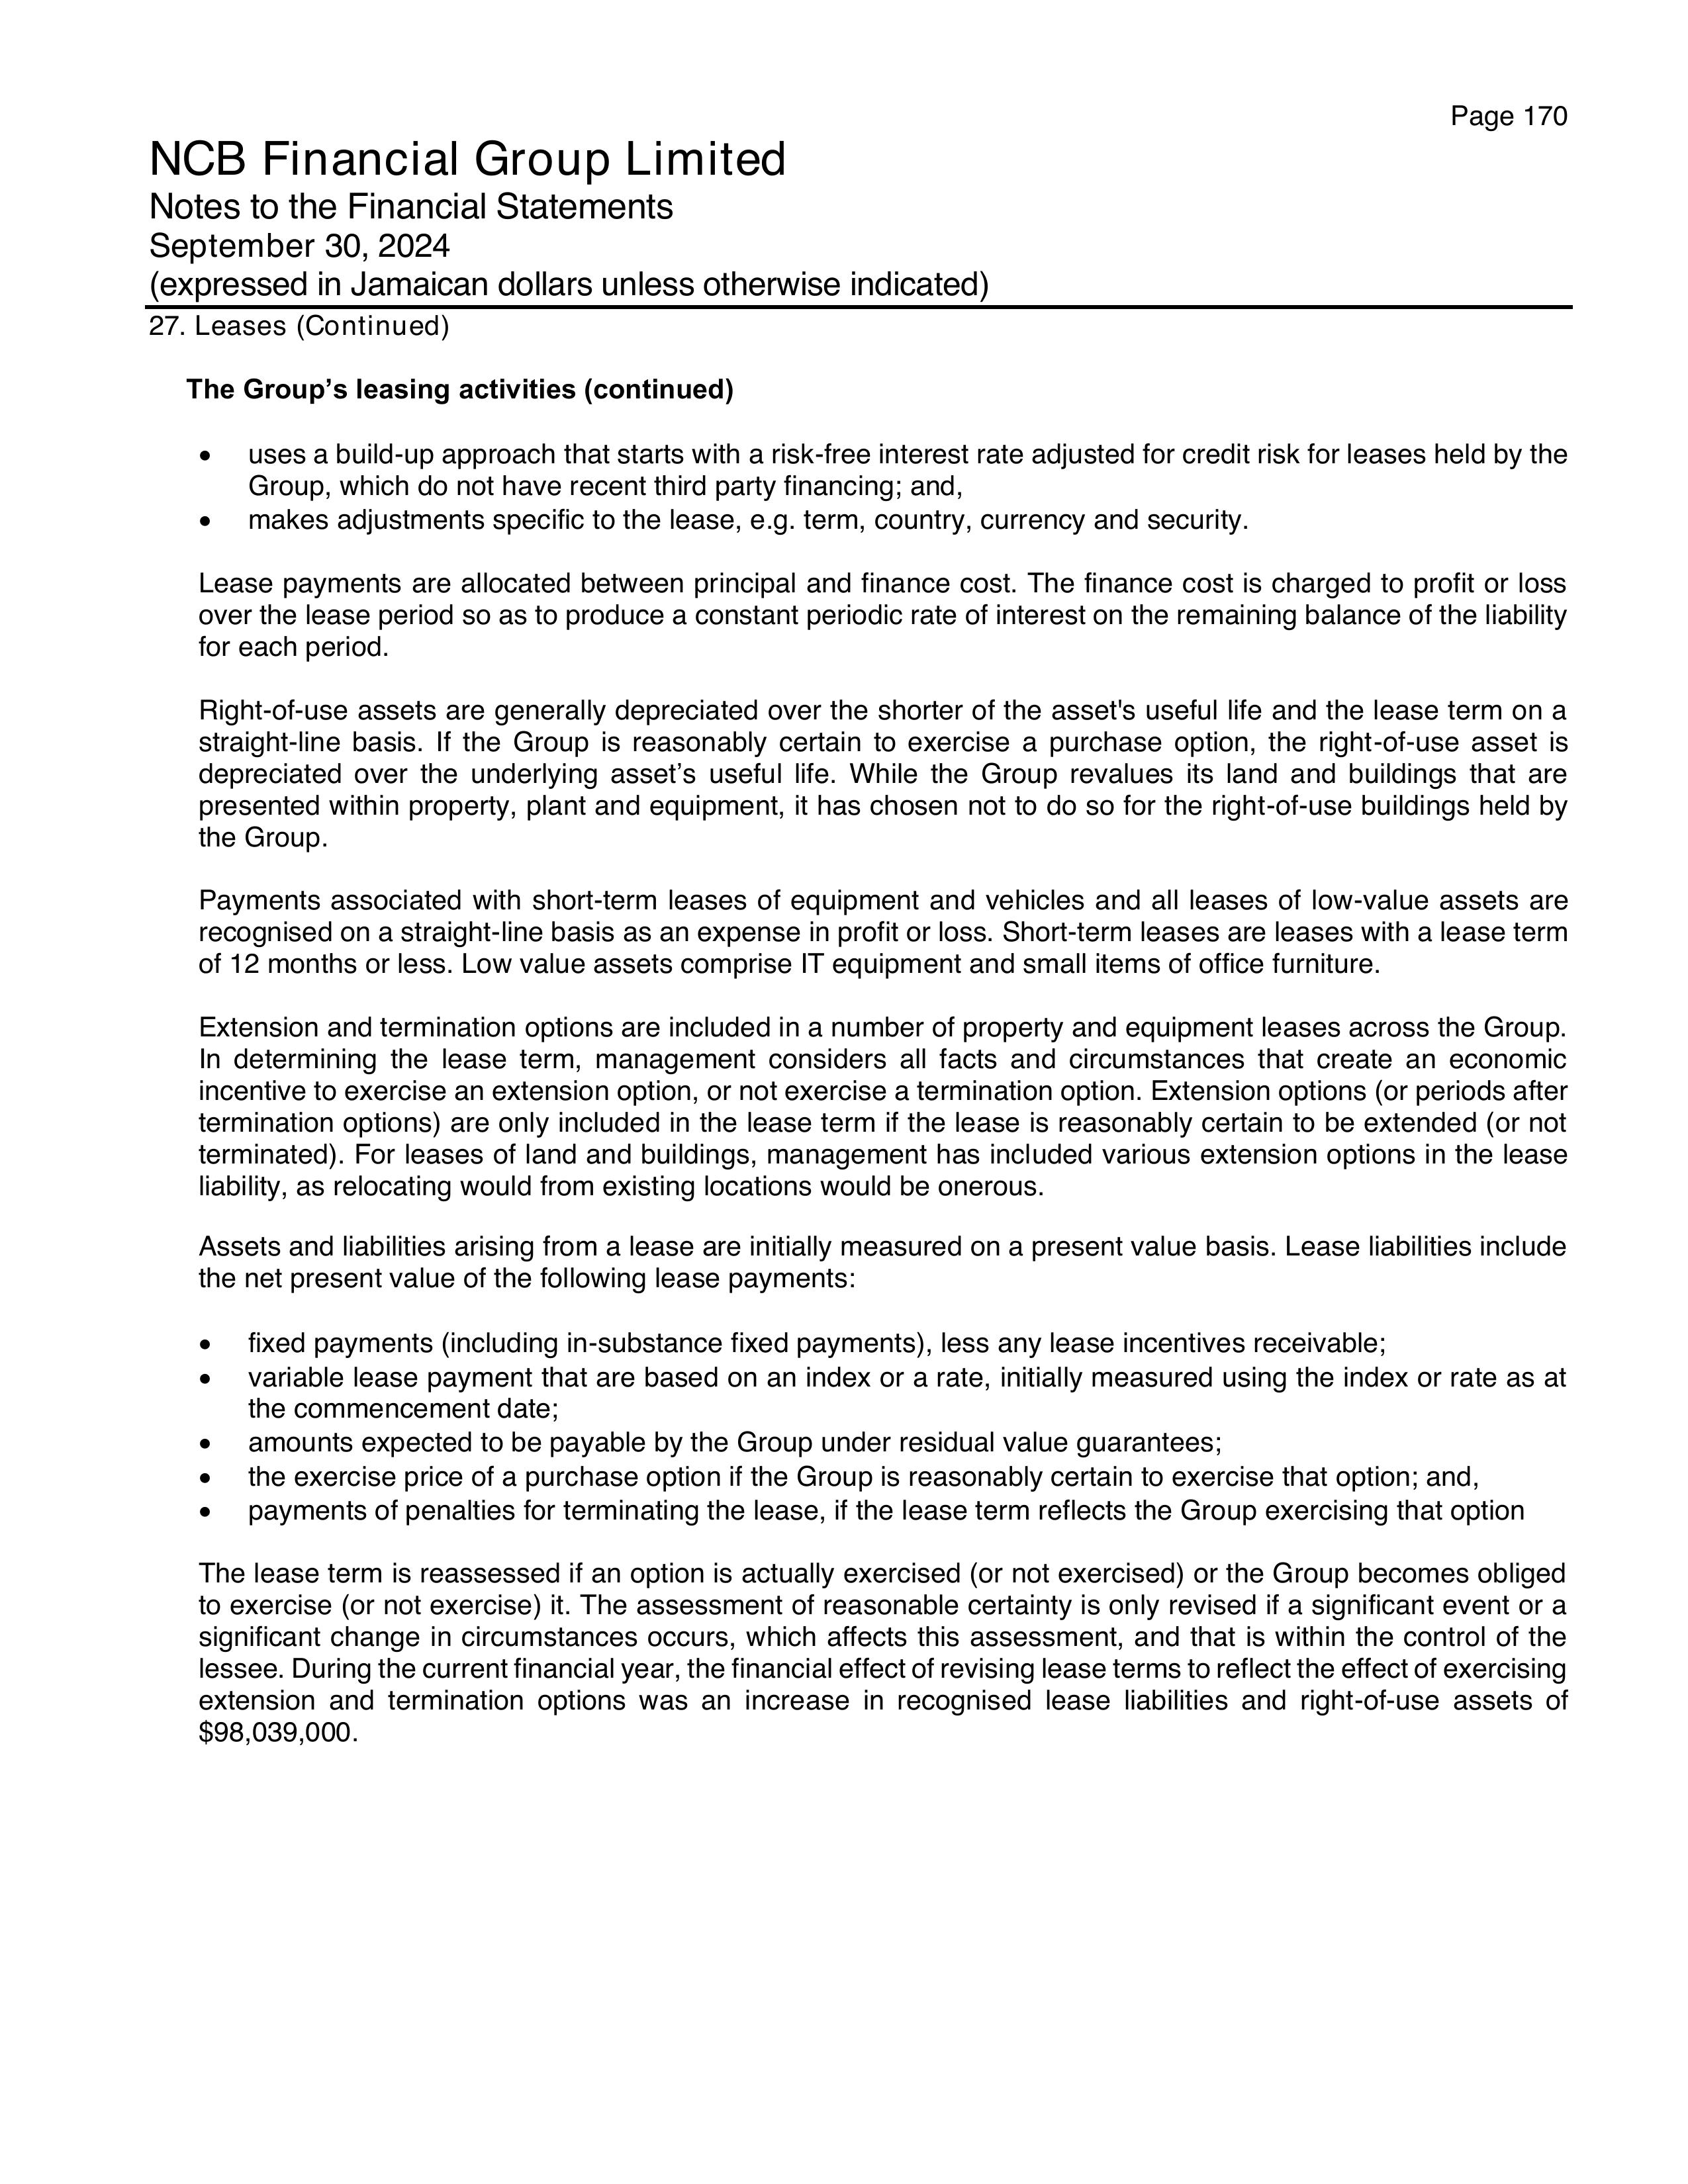 Page 170
NCB Financial Group Limited
Notes to the Financial Statements
September 30, 2024
(expressed in Jamaican dollars unless otherwise indicated)
27. Leases (Continued)
The Group’s leasing activities (continued)
• uses a build-up approach that starts with a risk-free interest rate adjusted for credit risk for leases held by the
Group, which do not have recent third party financing; and,
• makes adjustments specific to the lease, e.g. term, country, currency and security.
Lease payments are allocated between principal and finance cost. The finance cost is charged to profit or loss
over the lease period so as to produce a constant periodic rate of interest on the remaining balance of the liability
for each period.
Right-of-use assets are generally depreciated over the shorter of the asset's useful life and the lease term on a
straight-line basis. If the Group is reasonably certain to exercise a purchase option, the right-of-use asset is
depreciated over the underlying asset’s useful life. While the Group revalues its land and buildings that are
presented within property, plant and equipment, it has chosen not to do so for the right-of-use buildings held by
the Group.
Payments associated with short-term leases of equipment and vehicles and all leases of low-value assets are
recognised on a straight-line basis as an expense in profit or loss. Short-term leases are leases with a lease term
of 12 months or less. Low value assets comprise IT equipment and small items of office furniture.
Extension and termination options are included in a number of property and equipment leases across the Group.
In determining the lease term, management considers all facts and circumstances that create an economic
incentive to exercise an extension option, or not exercise a termination option. Extension options (or periods after
termination options) are only included in the lease term if the lease is reasonably certain to be extended (or not
terminated). For leases of land and buildings, management has included various extension options in the lease
liability, as relocating would from existing locations would be onerous.
Assets and liabilities arising from a lease are initially measured on a present value basis. Lease liabilities include
the net present value of the following lease payments:
• fixed payments (including in-substance fixed payments), less any lease incentives receivable;
• variable lease payment that are based on an index or a rate, initially measured using the index or rate as at
the commencement date;
• amounts expected to be payable by the Group under residual value guarantees;
• the exercise price of a purchase option if the Group is reasonably certain to exercise that option; and,
• payments of penalties for terminating the lease, if the lease term reflects the Group exercising that option
The lease term is reassessed if an option is actually exercised (or not exercised) or the Group becomes obliged
to exercise (or not exercise) it. The assessment of reasonable certainty is only revised if a significant event or a
significant change in circumstances occurs, which affects this assessment, and that is within the control of the
lessee. During the current financial year, the financial effect of revising lease terms to reflect the effect of exercising
extension and termination options was an increase in recognised lease liabilities and right-of-use assets of
$98,039,000.